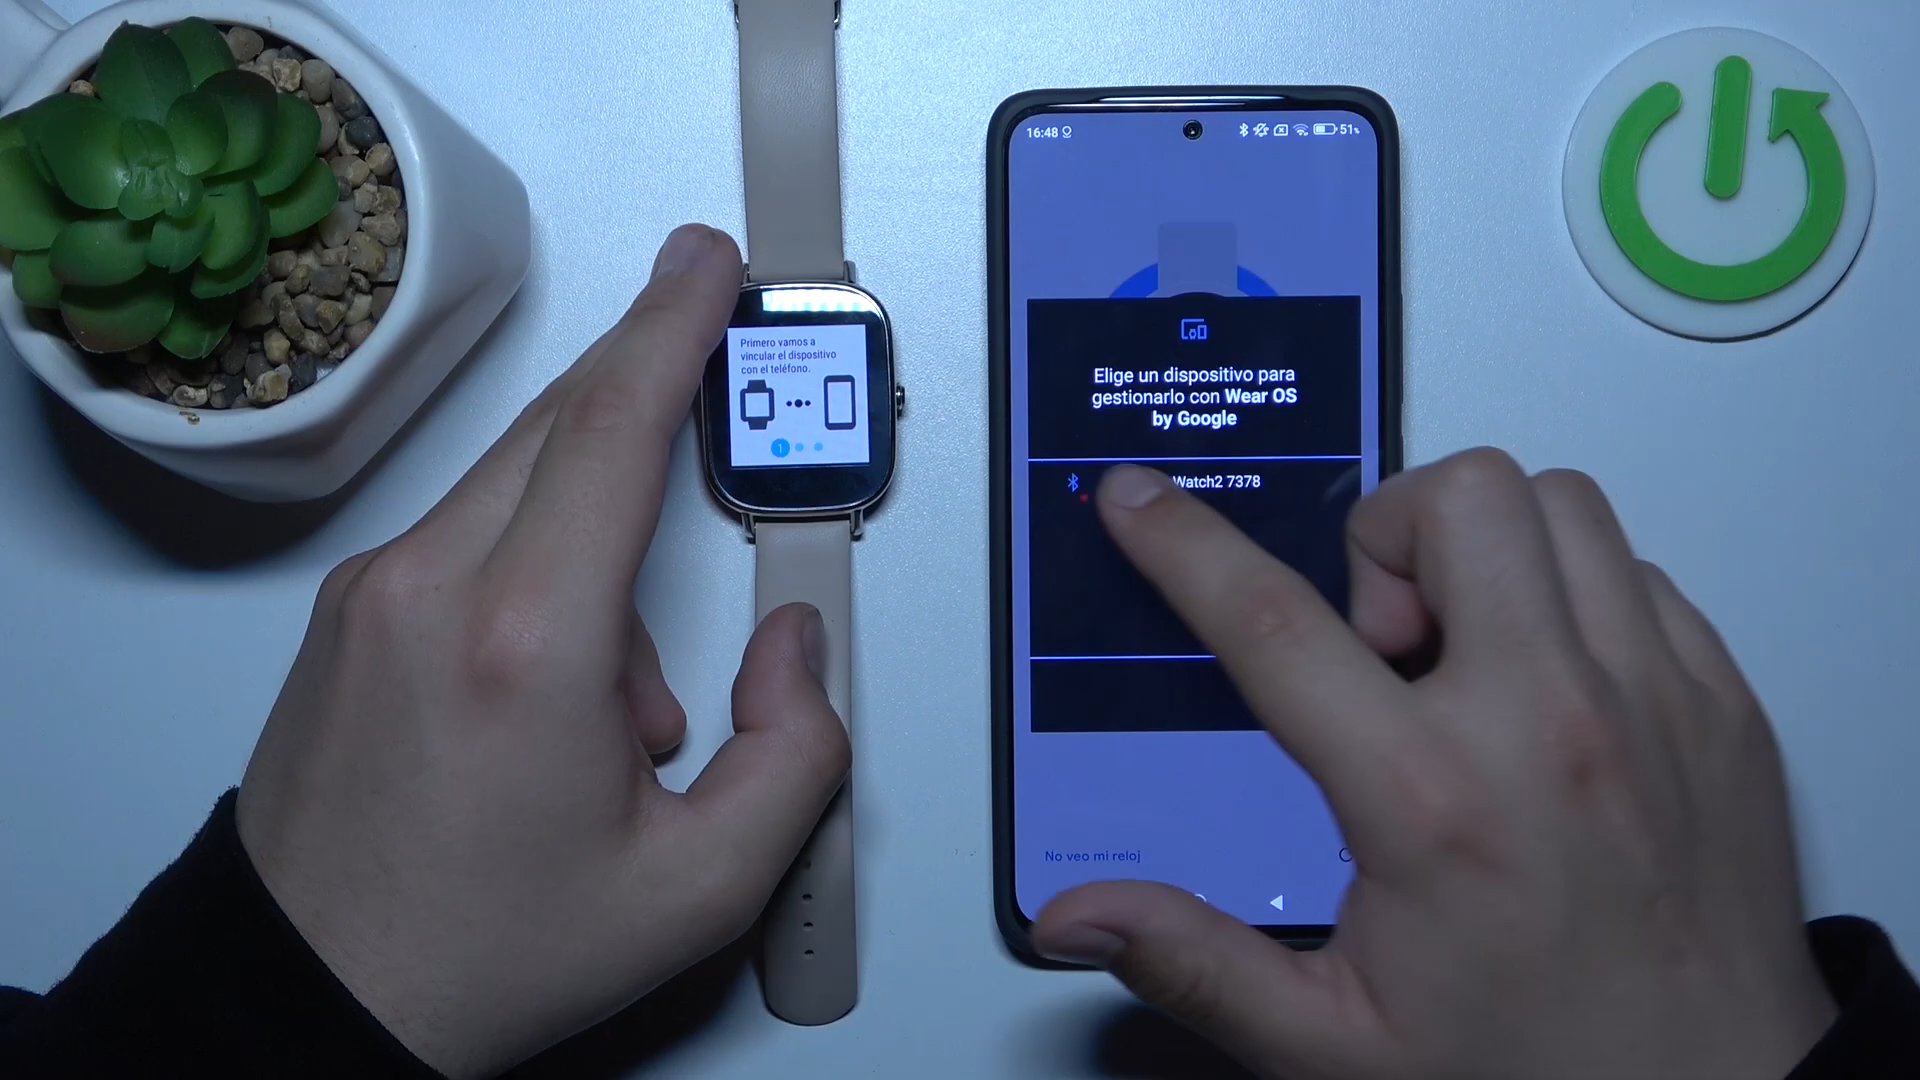 Primero vamos a
vincular el dispositivo
con el teléfono.
1
16:48
51%
Elige un dispositivo para
gestionarlo con Wear OS
by Google
Watch2 7378
No veo mi reloj